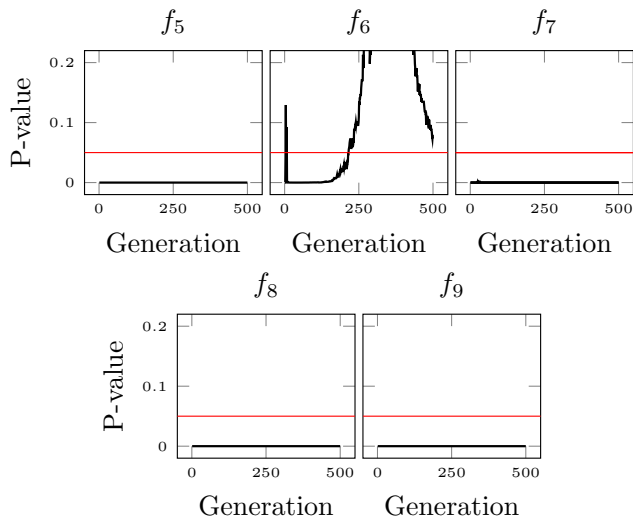 f5 f6 f7
P-value
0.2
0.1
0
0 250 500 0 250 500 0 250 500
Generation Generation Generation
f8 f9
P-value
0.2
0.1
0
0 250 500 0 250 500
Generation Generation